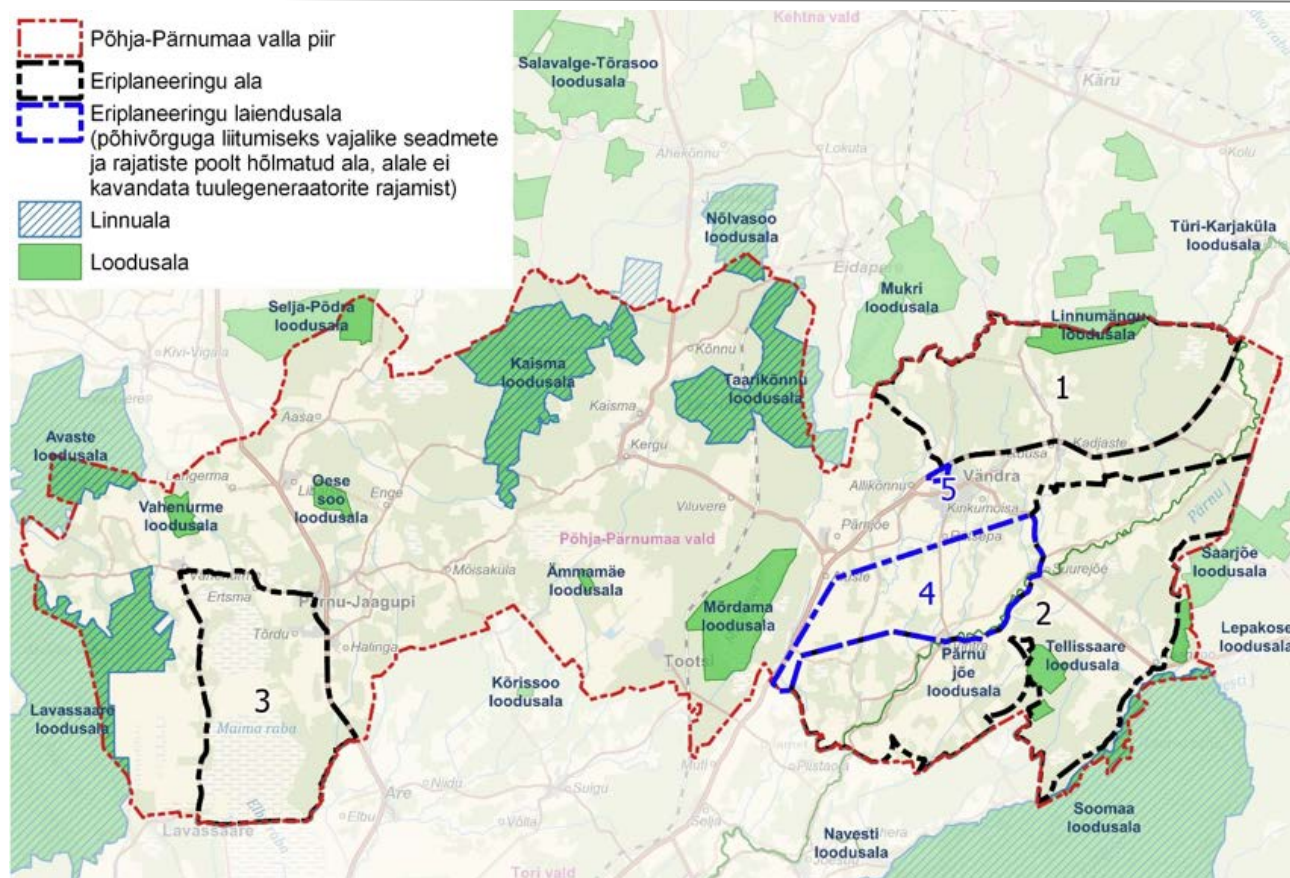 Põhja-Pärnumaa valla piir
Eriplaneeringu ala
Eriplaneeringu laiendusala
(põhivõrguga liitumiseks vajalike seadmete
ja rajatiste poolt hõlmatud ala, alale ei
kavandata tuulegeneraatorite rajamist)
Linnuala
Loodusala
Kehtna vald
Salavalge-Tõrasoo
loodusala
Käru
Ahekõnnu
Lokuta
Kolu
Nõlvasoo
loodusala
Türi-Karjaküla
loodusala
Eidapere
Mukri
loodusala
Selja-Põdra
loodusala
Linnumängu
loodusala
Kivi-Vigala
Kõnnu
Kaisma
loodusala
Taarikõnnu
loodusala
1
Kaisma
Aasa
Avaste
loodusala
Kergu
Kadjaste
Langerma
Oese
soo
loodusala
Enge
Allikõnnu
Vändra
5
Kirikumõisa
Vahenurme
loodusala
Viluvere
Pärnjõe
Pärnu j
Põhja-Pärnumaa vald
Saarjõe
loodusala
Mõisaküla
Ämmamäe
loodusala
Suurejõe
Ertsma
Pärnu-Jaagupi
4
2
Mõrdama
loodusala
Tõrdu
Halinga
Lepakose
loodusala
Tootsi
Pärnu
jõe
loodusala
Tellissaare
loodusala
Kõrissoo
loodusala
3
Lavassaare
loodusala
Maima raba
Are
Niidu
Suigu
Elbu
Võlla
Selja
Soomaa
loodusala
Lavassaare
Navesti
loodusala
Tori vald